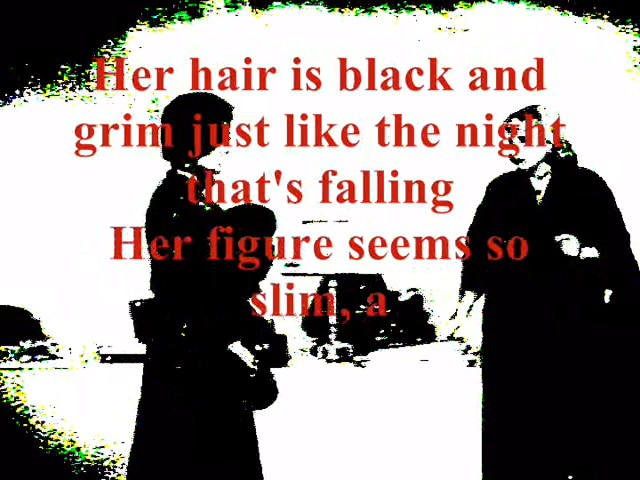 Her hair is black and
grim just like the night
that's falling
Her figure seems so
slim, a